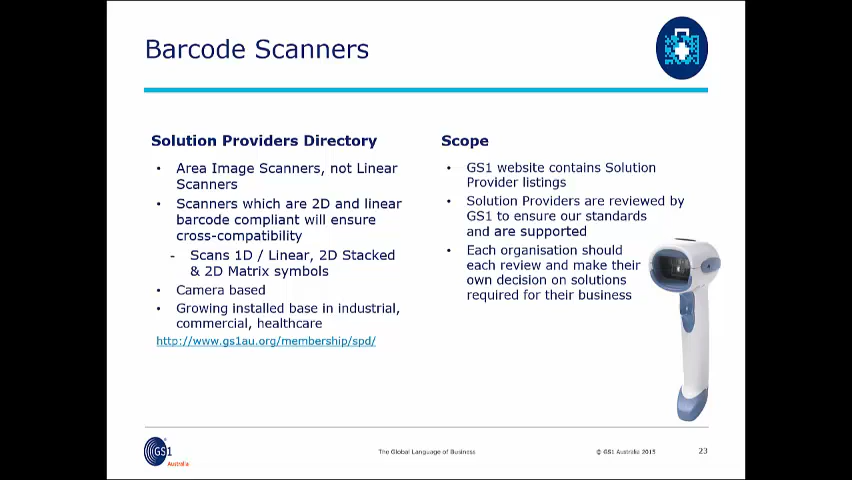 Barcode Scanners
Solution Providers Directory
• Area Image Scanners, not Linear
Scanners
• Scanners which are 2D and linear
barcode compliant will ensure
cross-compatibility
- Scans 1D / Linear, 2D Stacked
& 2D Matrix symbols
• Camera based
• Growing installed base in industrial,
commercial, healthcare
http://www.gs1au.org/membership/spd/
Scope
• GS1 website contains Solution
Provider listings
• Solution Providers are reviewed by
GS1 to ensure our standards
and are supported
• Each organisation should
each review and make their
own decision on solutions
required for their business
GS1
Australia
The Global Language of Business
© GS1 Australia 2015
23